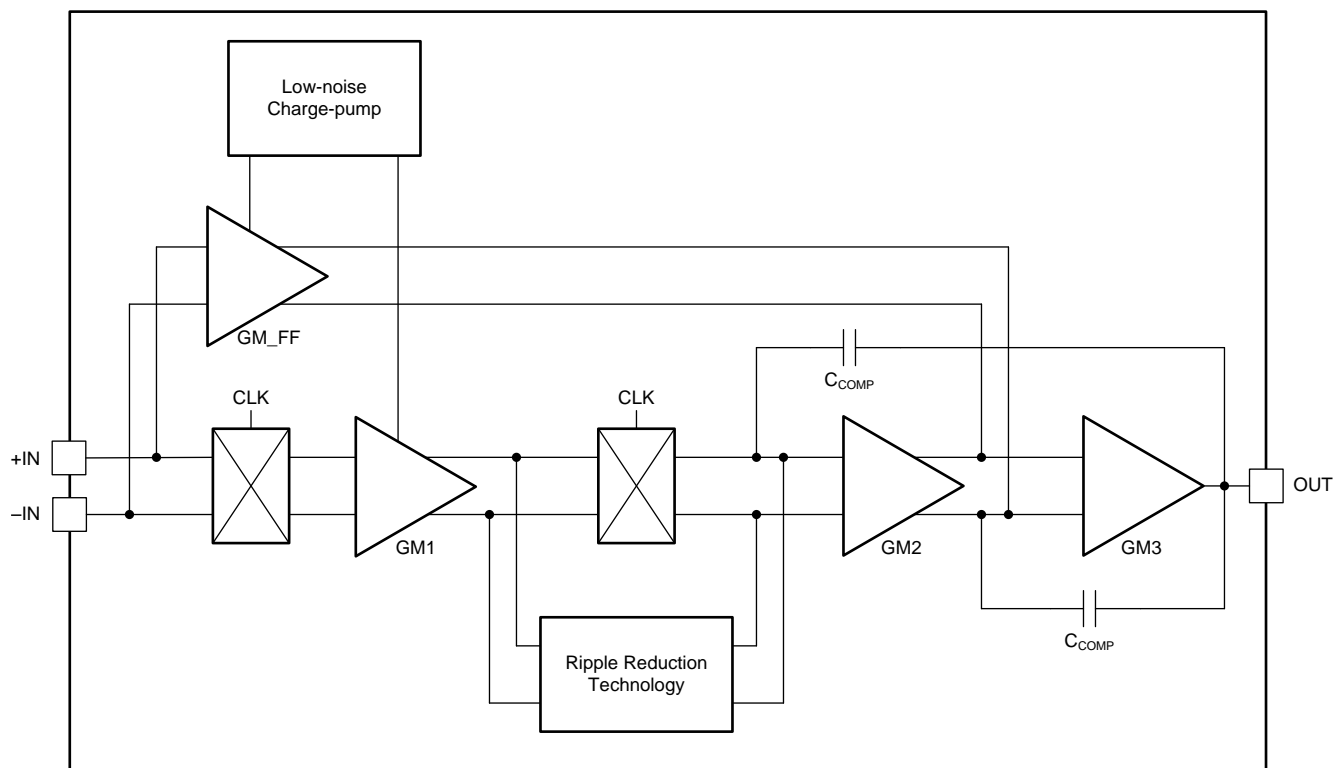 Low-noise
Charge-pump
GM_FF
CCOMP
CLK
CLK
+IN
–IN
OUT
GM1
GM2
GM3
CCOMP
Ripple Reduction
Technology